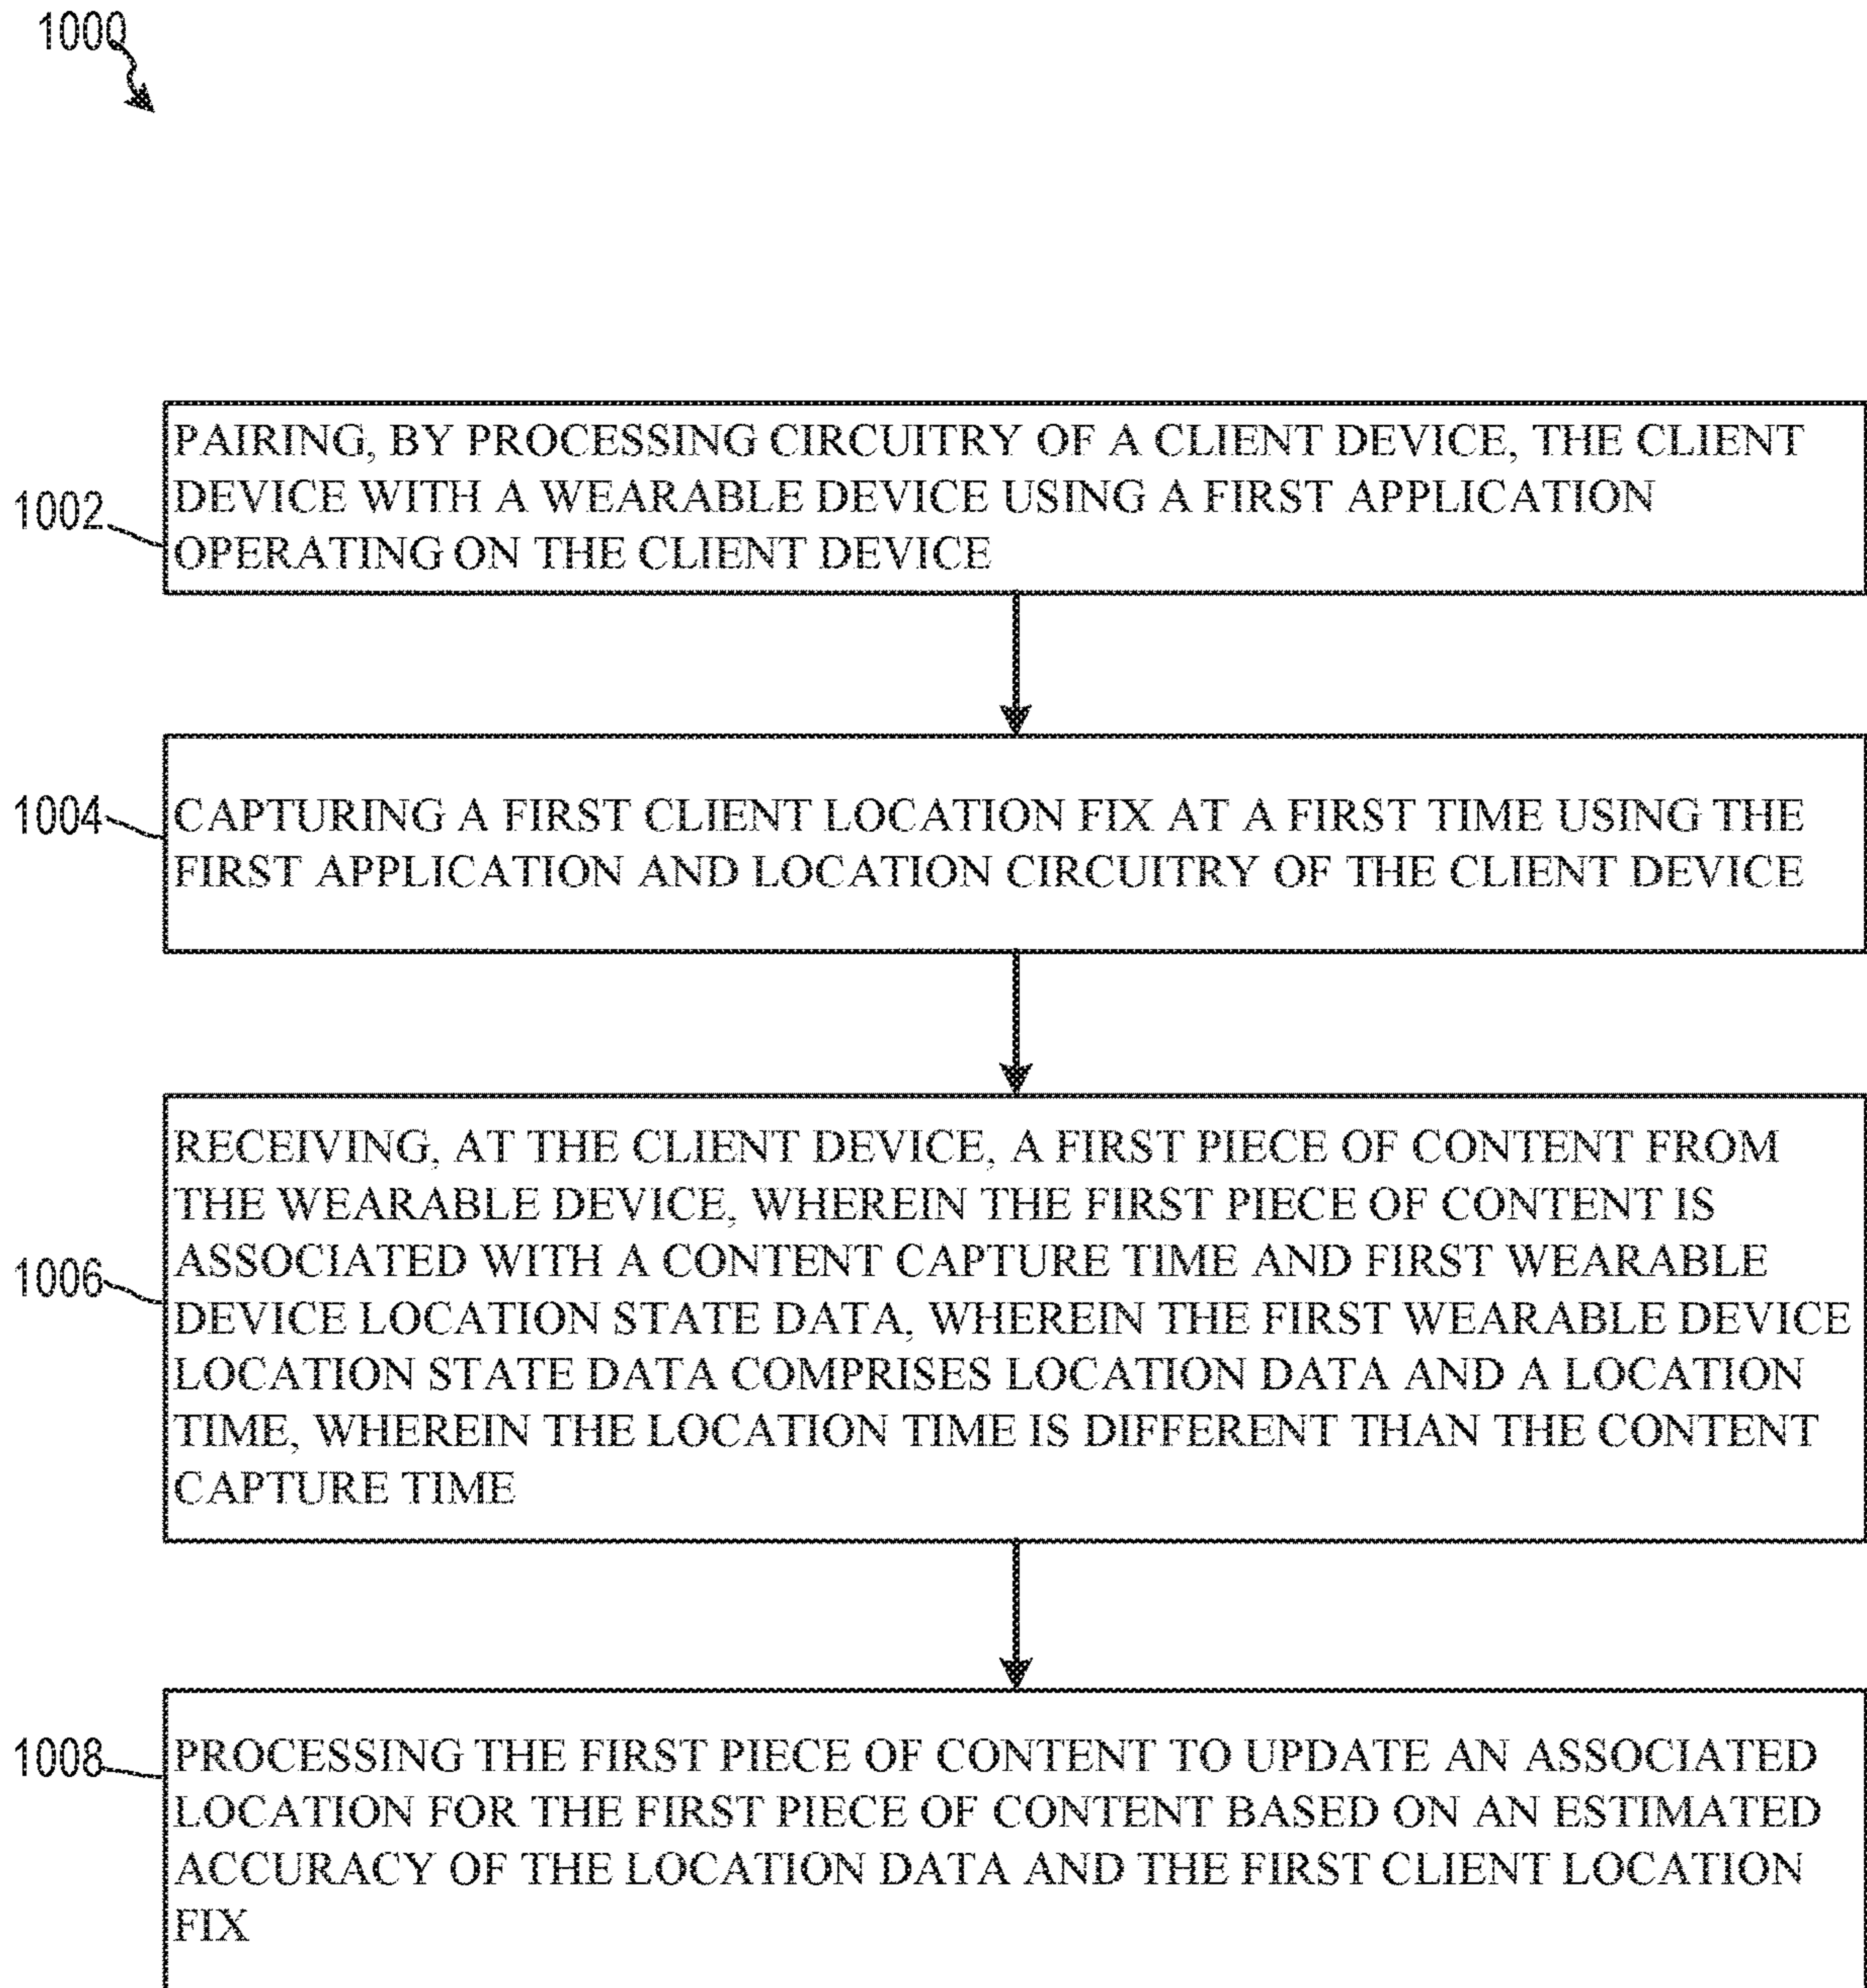 1000
PAIRING, BY PROCESSING CIRCUITRY OF A CLIENT DEVICE, THE CLIENT
DEVICE WITH A WEARABLE DEVICE USING A FIRST APPLICATION
OPERATING ON THE CLIENT DEVICE
1002
CAPTURING A FIRST CLIENT LOCATION FIX AT A FIRST TIME USING THE
FIRST APPLICATION AND LOCATION CIRCUITRY OF THE CLIENT DEVICE
1004
RECEIVING, AT THE CLIENT DEVICE, A FIRST PIECE OF CONTENT FROM
THE WEARABLE DEVICE, WHEREIN THE FIRST PIECE OF CONTENT IS
ASSOCIATED WITH A CONTENT CAPTURE TIME AND FIRST WEARABLE
DEVICE LOCATION STATE DATA, WHEREIN THE FIRST WEARABLE DEVICE
LOCATION STATE DATA COMPRISES LOCATION DATA AND A LOCATION
TIME, WHEREIN THE LOCATION TIME IS DIFFERENT THAN THE CONTENT
CAPTURE TIME
1006
PROCESSING THE FIRST PIECE OF CONTENT TO UPDATE AN ASSOCIATED
LOCATION FOR THE FIRST PIECE OF CONTENT BASED ON AN ESTIMATED
ACCURACY OF THE LOCATION DATA AND THE FIRST CLIENT LOCATION
FIX
1008